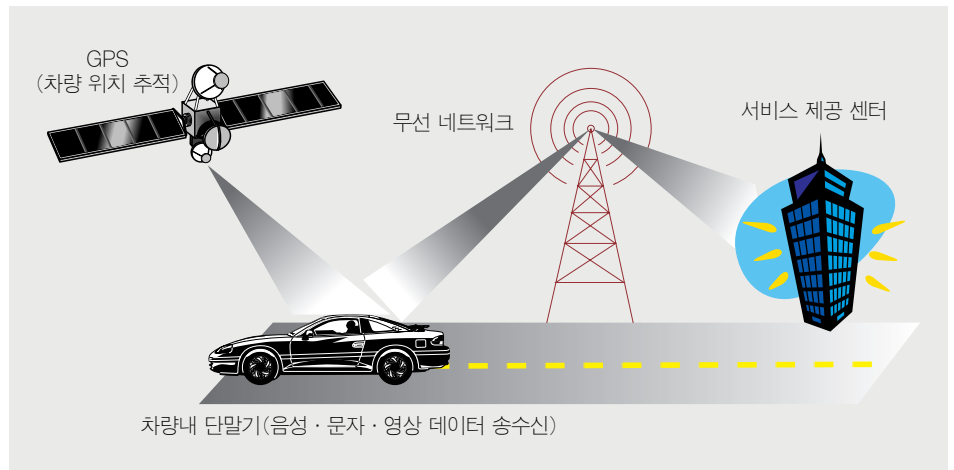 GPS
(차량 위치 추적)
무선 네트워크
서비스 제공 센터
차량내 단말기(음성 · 문자 · 영상 데이터 송수신)